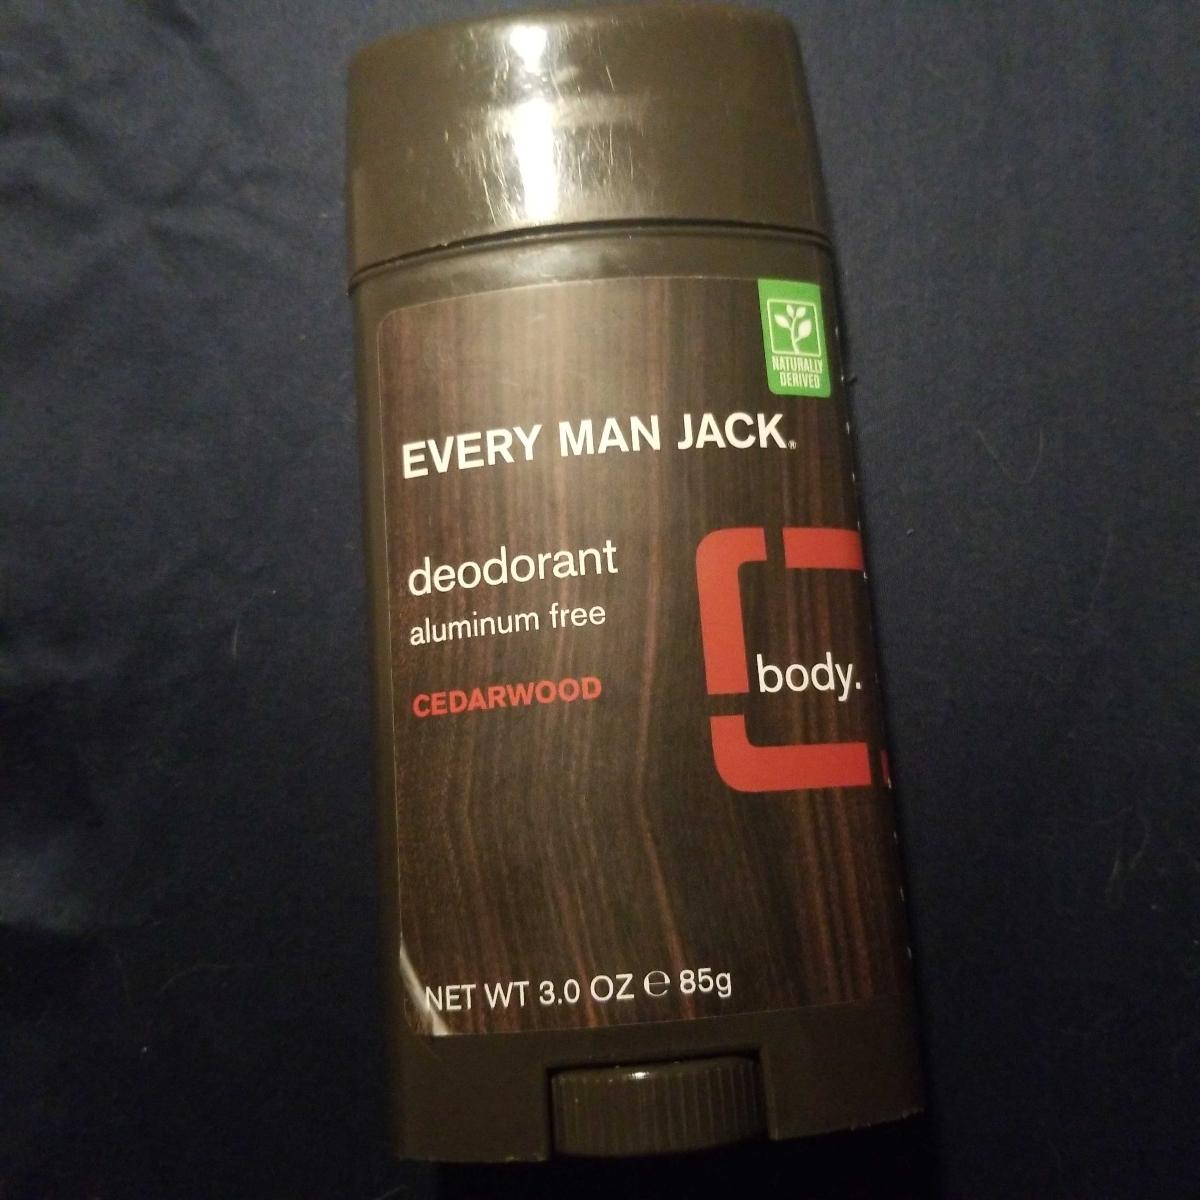 NATURALLY
DERIVED
EVERY MAN JACK®
deodorant
aluminum free
CEDARWOOD
body.
NET WT 3.0 OZ ℮ 85g